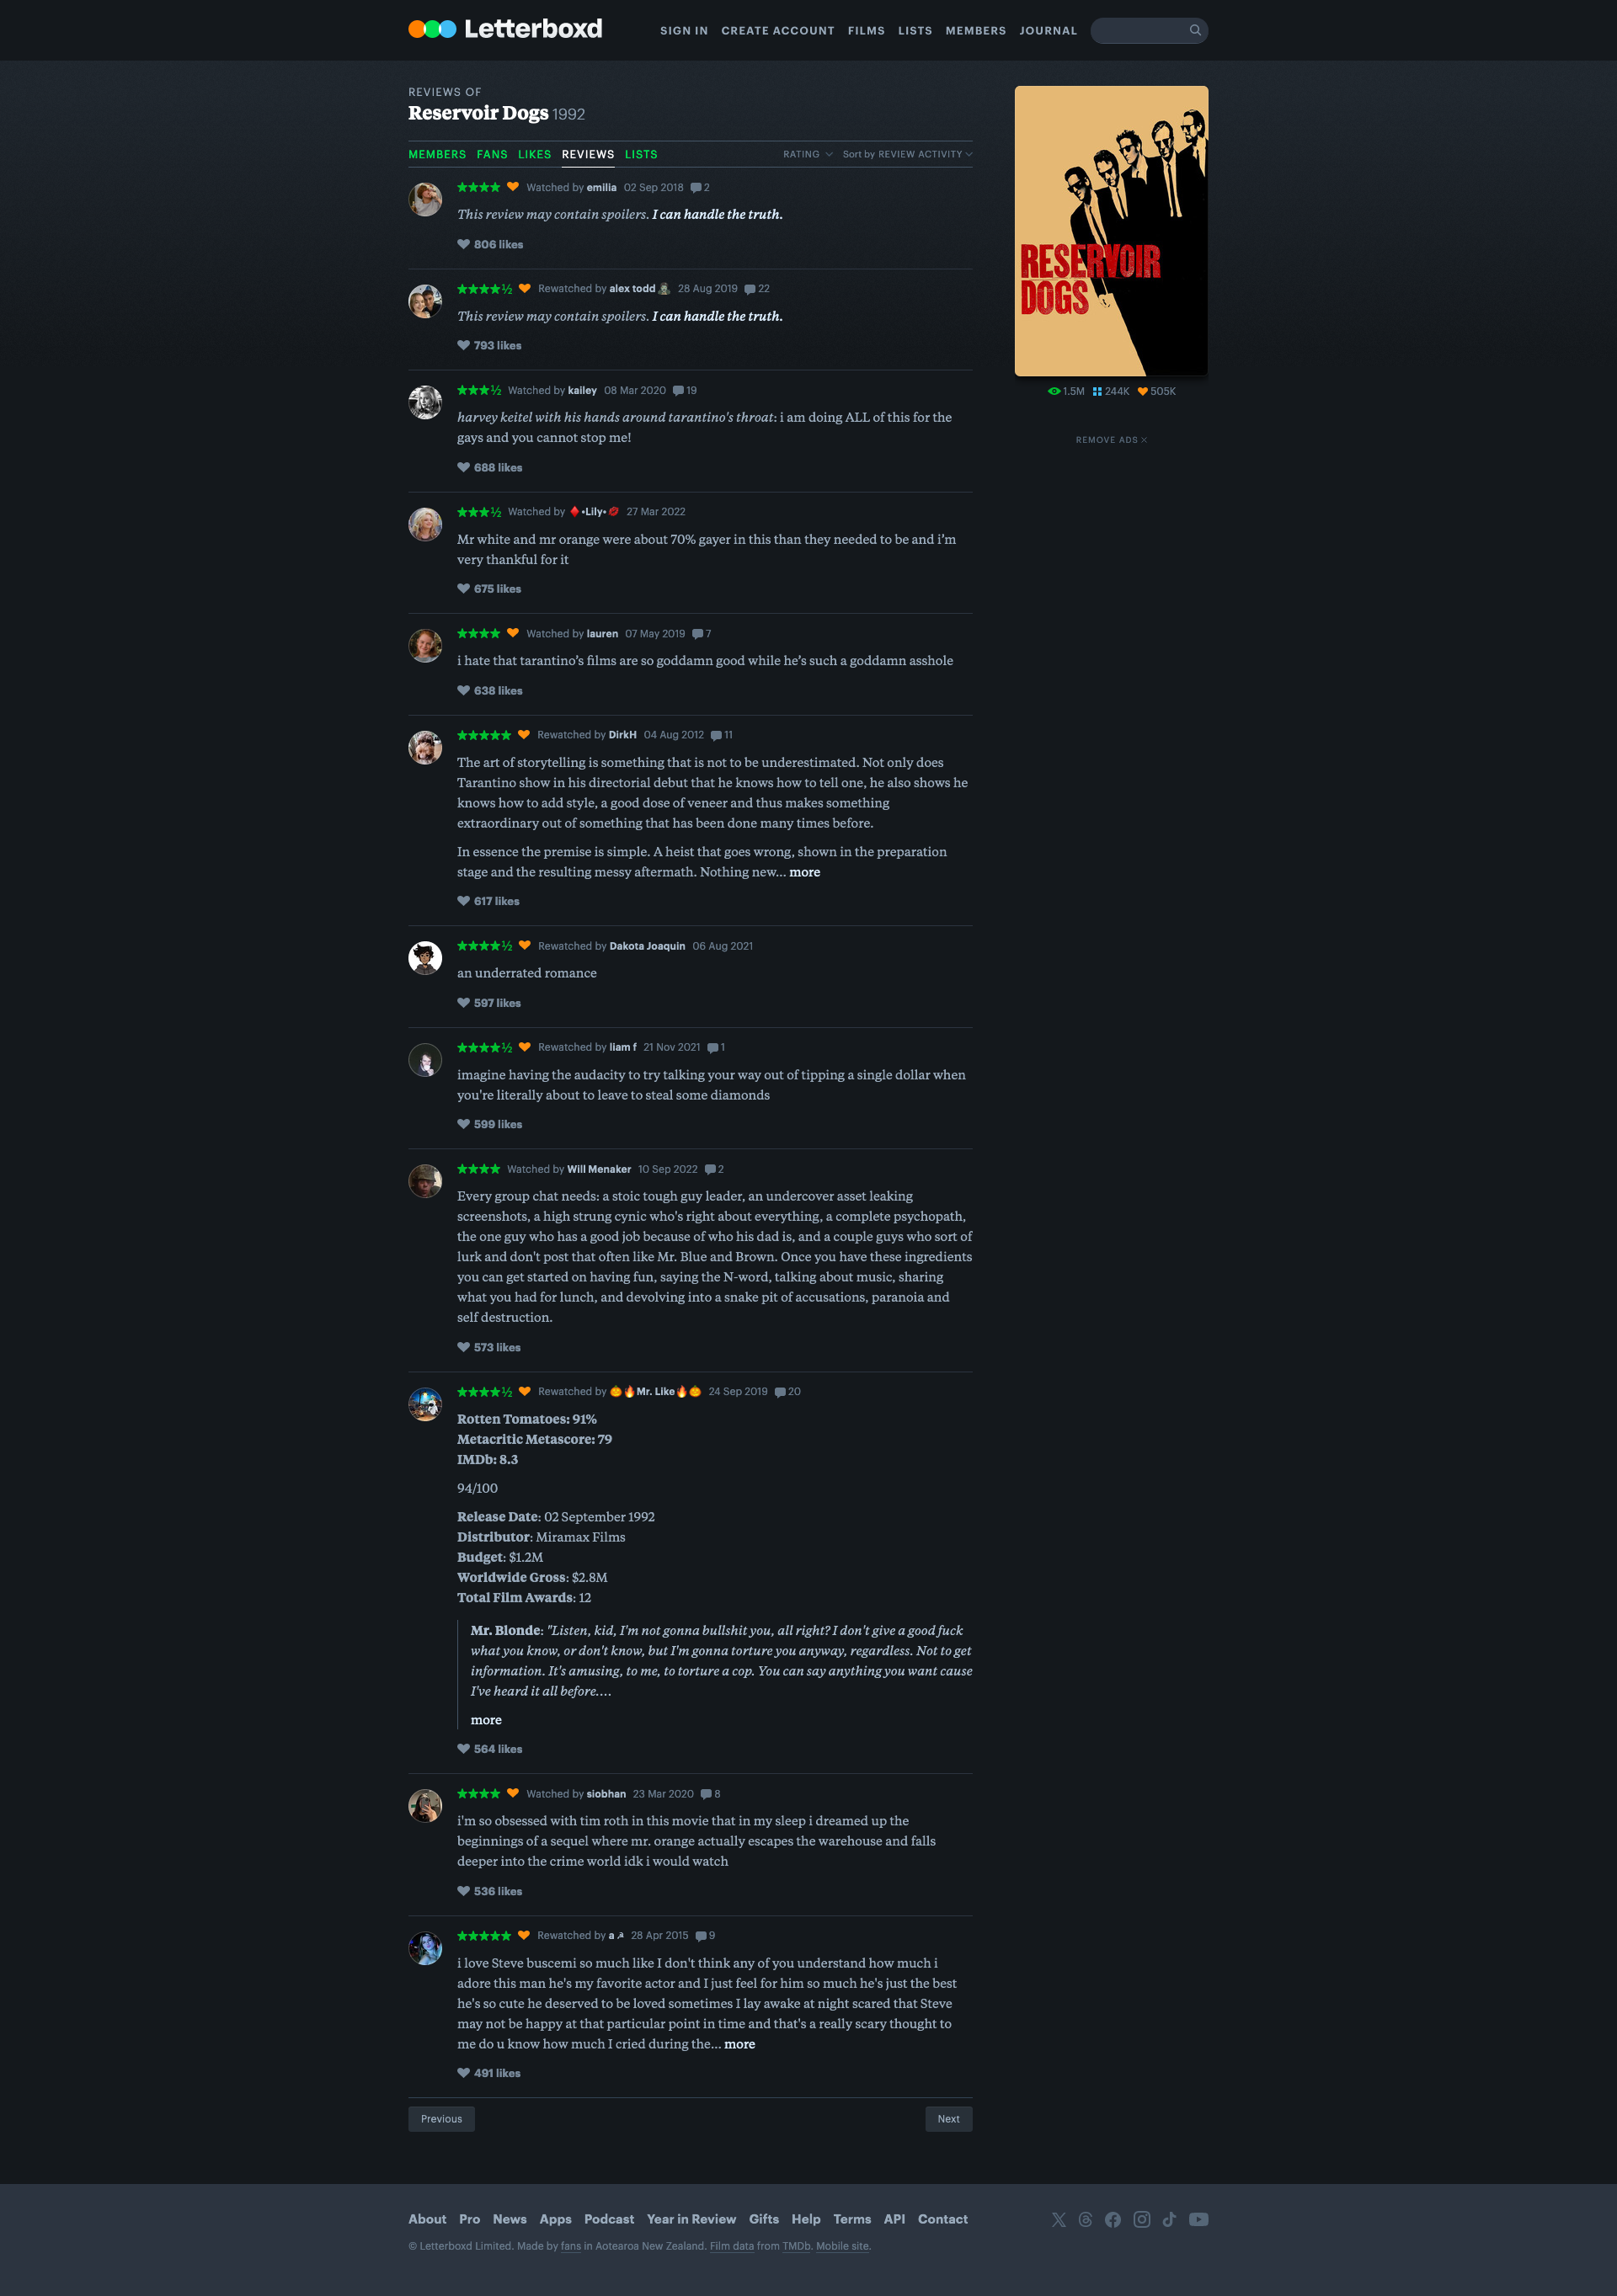 Letterboxd
SIGN IN CREATE ACCOUNT FILMS LISTS MEMBERS JOURNAL
REVIEWS OF
Reservoir Dogs 1992
MEMBERS FANS LIKES REVIEWS LISTS RATING Sort by REVIEW ACTIVITY
★★★★ Watched by emilia 02 Sep 2018 2
This review may contain spoilers. I can handle the truth.
806 likes
★★★★½ Rewatched by alex todd 28 Aug 2019 22
This review may contain spoilers. I can handle the truth.
793 likes
★★★½ Watched by kailey 08 Mar 2020 19
harvey keitel with his hands around tarantino's throat: i am doing ALL of this for the
gays and you cannot stop me!
688 likes
★★★½ Watched by ♦️•Lily•💋 27 Mar 2022
Mr white and mr orange were about 70% gayer in this than they needed to be and i'm
very thankful for it
675 likes
★★★★ Watched by lauren 07 May 2019 7
i hate that tarantino's films are so goddamn good while he's such a goddamn asshole
638 likes
★★★★★ Rewatched by DirkH 04 Aug 2012 11
The art of storytelling is something that is not to be underestimated. Not only does
Tarantino show in his directorial debut that he knows how to tell one, he also shows he
knows how to add style, a good dose of veneer and thus makes something
extraordinary out of something that has been done many times before.
In essence the premise is simple. A heist that goes wrong, shown in the preparation
stage and the resulting messy aftermath. Nothing new... more
617 likes
★★★★½ Rewatched by Dakota Joaquin 06 Aug 2021
an underrated romance
597 likes
★★★★½ Rewatched by liam f 21 Nov 2021 1
imagine having the audacity to try talking your way out of tipping a single dollar when
you're literally about to leave to steal some diamonds
599 likes
★★★★ Watched by Will Menaker 10 Sep 2022 2
Every group chat needs: a stoic tough guy leader, an undercover asset leaking
screenshots, a high strung cynic who's right about everything, a complete psychopath,
the one guy who has a good job because of who his dad is, and a couple guys who sort of
lurk and don't post that often like Mr. Blue and Brown. Once you have these ingredients
you can get started on having fun, saying the N-word, talking about music, sharing
what you had for lunch, and devolving into a snake pit of accusations, paranoia and
self destruction.
573 likes
★★★★½ Rewatched by 🎃🔥Mr. Like🔥🎃 24 Sep 2019 20
Rotten Tomatoes: 91%
Metacritic Metascore: 79
IMDb: 8.3
94/100
Release Date: 02 September 1992
Distributor: Miramax Films
Budget: $1.2M
Worldwide Gross: $2.8M
Total Film Awards: 12
Mr. Blonde: "Listen, kid, I'm not gonna bullshit you, all right? I don't give a good fuck
what you know, or don't know, but I'm gonna torture you anyway, regardless. Not to get
information. It's amusing, to me, to torture a cop. You can say anything you want cause
I've heard it all before....
more
564 likes
★★★★ Watched by siobhan 23 Mar 2020 8
i'm so obsessed with tim roth in this movie that in my sleep i dreamed up the
beginnings of a sequel where mr. orange actually escapes the warehouse and falls
deeper into the crime world idk i would watch
536 likes
★★★★★ Rewatched by a 28 Apr 2015 9
i love Steve buscemi so much like I don't think any of you understand how much i
adore this man he's my favorite actor and I just feel for him so much he's just the best
he's so cute he deserved to be loved sometimes I lay awake at night scared that Steve
may not be happy at that particular point in time and that's a really scary thought to
me do u know how much I cried during the... more
491 likes
Previous Next
RESERVOIR
DOGS
1.5M 244K 505K
REMOVE ADS
About Pro News Apps Podcast Year in Review Gifts Help Terms API Contact
© Letterboxd Limited. Made by fans in Aotearoa New Zealand. Film data from TMDb. Mobile site.